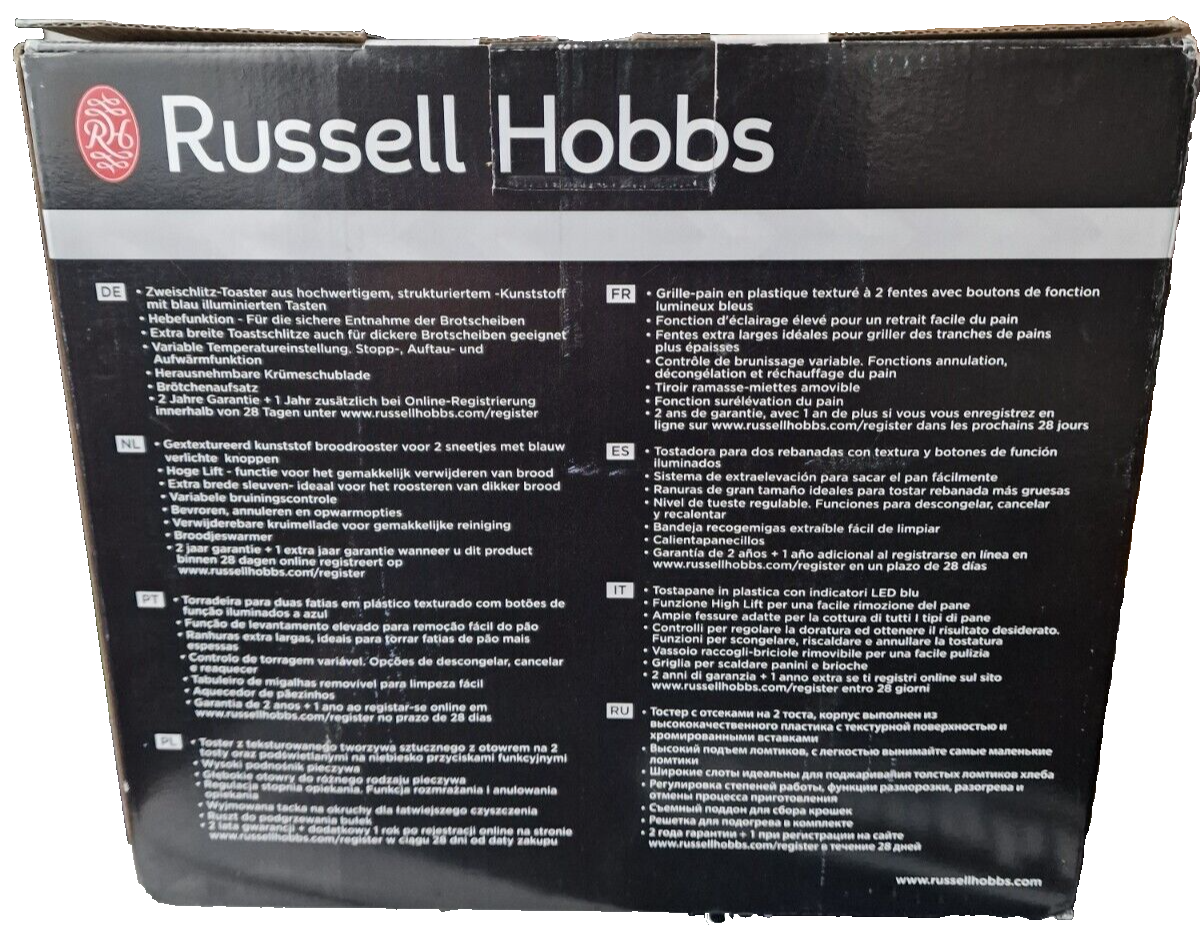 RH
Russell Hobbs
DE
• Zweischlitz-Toaster aus hochwertigem, strukturiertem -Kunststoff
mit blau illuminierten Tasten
• Hebefunktion - Für die sichere Entnahme der Brotscheiben
• Extra breite Toastschlitze auch für dickere Brotscheiben geeignet
• Variable Temperatureinstellung. Stopp-, Auftau- und
Aufwärmfunktion
• Herausnehmbare Krümeschublade
• Brötchenaufsatz
• 2 Jahre Garantie + 1 Jahr zusätzlich bei Online-Registrierung
innerhalb von 28 Tagen unter www.russellhobbs.com/register
NL
• Gextextureerd kunststof broodrooster voor 2 sneetjes met blauw
verlichte knoppen
• Hoge Lift - functie voor het gemakkelijk verwijderen van brood
• Extra brede sleuven- ideaal voor het roosteren van dikker brood
• Variabele bruiningscontrole
• Bevroren, annuleren en opwarmopties
• Verwijderebare kruimellade voor gemakkelijke reiniging
• Broodjeswarmer
• 2 jaar garantie + 1 extra jaar garantie wanneer u dit product
binnen 28 dagen online registreert op
www.russellhobbs.com/register
PT
• Torradeira para duas fatias em plástico texturado com botões de
função iluminados a azul
• Função de levantamento elevado para remoção fácil do pão
• Ranhuras extra largas, ideais para torrar fatias de pão mais
espessas
• Controlo de torragem variável. Opções de descongelar, cancelar
e reaquecer
• Tabuleiro de migalhas removível para limpeza fácil
• Aquecedor de pãezinhos
• Garantia de 2 anos + 1 ano ao registar-se online em
www.russellhobbs.com/register no prazo de 28 dias
PL
• Toster z teksturowanego tworzywa sztucznego z otowrem na 2
tosty oraz podświetlanymi na niebiesko przyciskami funkcyjnymi
• Wysoki podnośnik pieczywa
• Głębokie otowry do różnego rodzaju pieczywa
• Regulacja stopnia opiekania. Funkcja rozmrażania i anulowania
opiekania
• Wyjmowana tacka na okruchy dla łatwiejszego czyszczenia
• Ruszt do podgrzewania bułek
• 2 lata gwarancji + dodatkowy 1 rok po rejestracji online na stronie
www.russellhobbs.com/register w ciągu 28 dni od daty zakupu
FR
• Grille-pain en plastique texturé à 2 fentes avec boutons de fonction
lumineux bleus
• Fonction d'éclairage élevé pour un retrait facile du pain
• Fentes extra larges idéales pour griller des tranches de pains
plus épaisses
• Contrôle de brunissage variable. Fonctions annulation,
décongélation et réchauffage du pain
• Tiroir ramasse-miettes amovible
• Fonction surélévation du pain
• 2 ans de garantie, avec 1 an de plus si vous vous enregistrez en
ligne sur www.russellhobbs.com/register dans les prochains 28 jours
ES
• Tostadora para dos rebanadas con textura y botones de función
iluminados
• Sistema de extraelevación para sacar el pan fácilmente
• Ranuras de gran tamaño ideales para tostar rebanada más gruesas
• Nivel de tueste regulable. Funciones para descongelar, cancelar
y recalentar
• Bandeja recogemigas extraíble fácil de limpiar
• Calientapanecillos
• Garantía de 2 años + 1 año adicional al registrarse en línea en
www.russellhobbs.com/register en un plazo de 28 días
IT
• Tostapane in plastica con indicatori LED blu
• Funzione High Lift per una facile rimozione del pane
• Ampie fessure adatte per la cottura di tutti I tipi di pane
• Controlli per regolare la doratura ed ottenere il risultato desiderato.
Funzioni per scongelare, riscaldare e annullare la tostatura
• Vassoio raccogli-briciole rimovibile per una facile pulizia
• Griglia per scaldare panini e brioche
• 2 anni di garanzia + 1 anno extra se ti registri online sul sito
www.russellhobbs.com/register entro 28 giorni
RU
• Тостер с отсеками на 2 тоста, корпус выполнен из
высококачественного пластика с текстурной поверхностью и
хромированными вставками
• Высокий подъем ломтиков, с легкостью вынимайте самые маленькие
ломтики
• Широкие слоты идеальны для поджаривания толстых ломтиков хлеба
• Регулировка степеней работы, функции разморозки, разогрева и
отмены процесса приготовления
• Съемный поддон для сбора крошек
• Решетка для подогрева в комплекте
• 2 года гарантии + 1 при регистрации на сайте
www.russellhobbs.com/register в течение 28 дней
www.russellhobbs.com